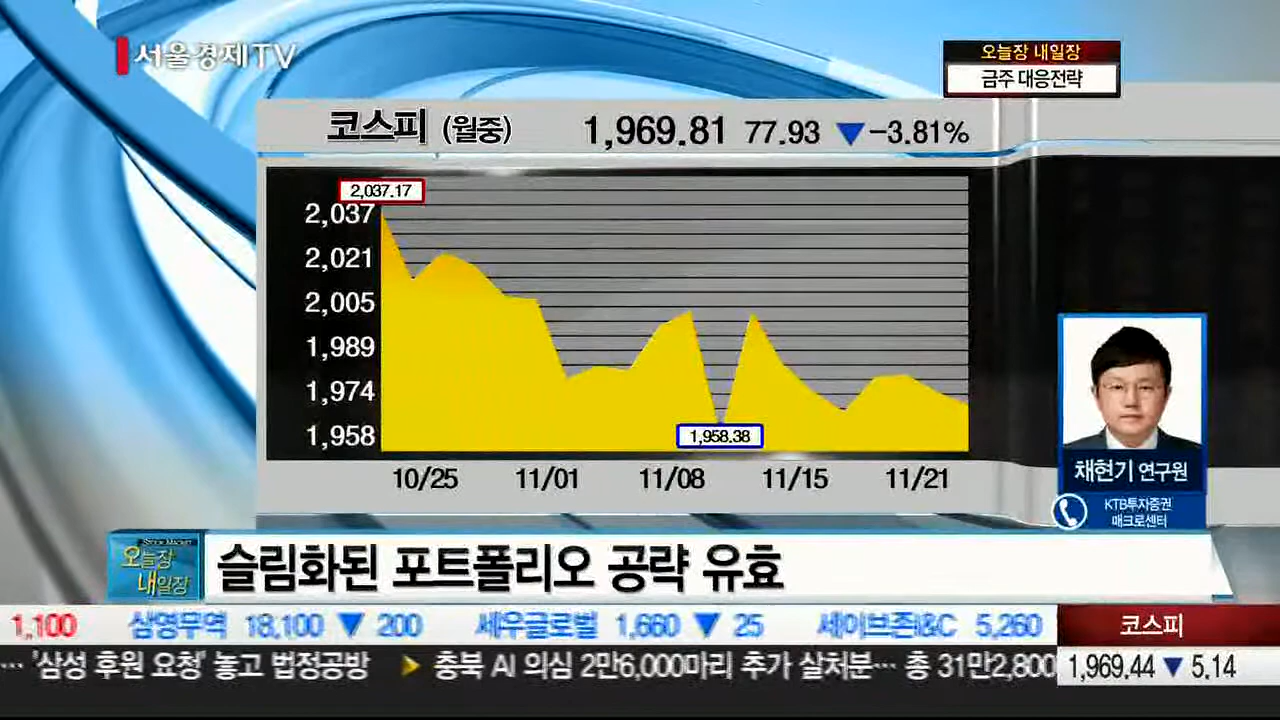 서울경제TV
오늘장 내일장
금주 대응전략
코스피 (월중) 1,969.81 77.93 ▼-3.81%
2,037.17
2,037
2,021
2,005
1,989
1,974
1,958
1,958.38
10/25 11/01 11/08 11/15 11/21
채현기 연구원
KTB투자증권
매크로센터
STOCK MARKET
오늘장
내일장
슬림화된 포트폴리오 공략 유효
1,100 삼영무역 18,100 ▼ 200 세우글로벌 1,660 ▼ 25 세이브존I&C 5,260
코스피
… '삼성 후원 요청' 놓고 법정공방 ▶ 충북 AI 의심 2만6,000마리 추가 살처분… 총 31만2,800
1,969.44 ▼ 5.14